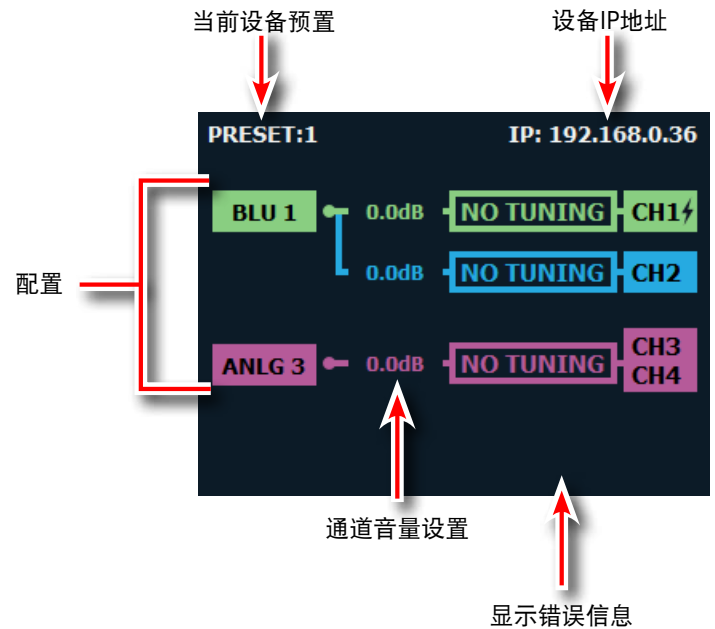 当前设备预置
设备IP地址
PRESET:1
IP: 192.168.0.36
BLU 1
0.0dB
NO TUNING
CH1
0.0dB
NO TUNING
CH2
配置
ANLG 3
0.0dB
NO TUNING
CH3
CH4
通道音量设置
显示错误信息